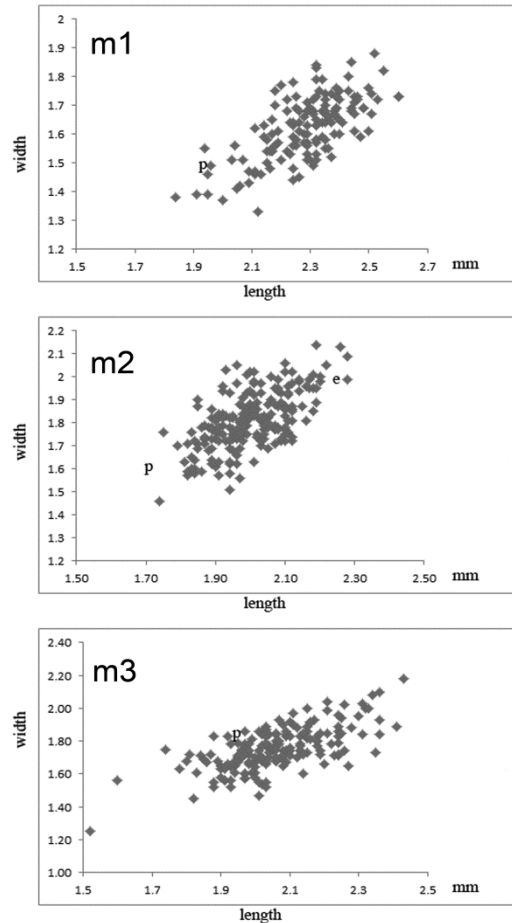 m1
width
2
1.9
1.8
1.7
1.6
1.5
1.4
1.3
1.2
p
1.5 1.7 1.9 2.1 2.3 2.5 2.7 mm
length
m2
width
2.2
2.1
2
1.9
1.8
1.7
1.6
1.5
1.4
1.3
1.2
e
p
1.50 1.70 1.90 2.10 2.30 2.50 mm
length
m3
width
2.40
2.20
2.00
1.80
1.60
1.40
1.20
1.00
p
1.5 1.7 1.9 2.1 2.3 2.5 mm
length